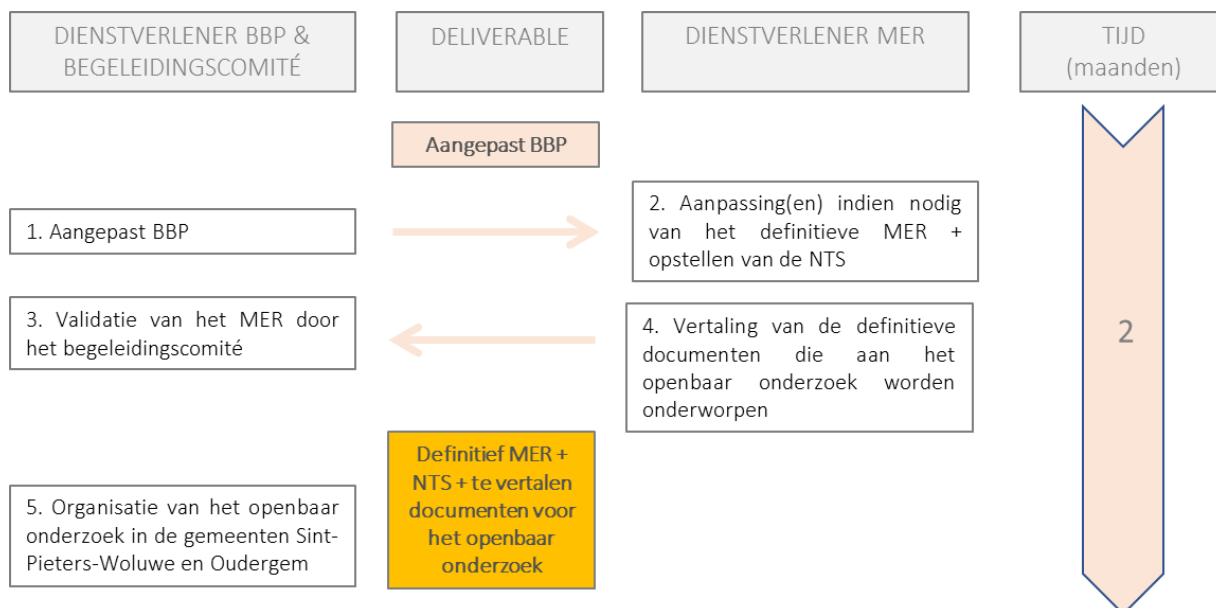 DIENSTVERLENER BBP &
BEGELEIDINGSCOMITÉ
DELIVERABLE
DIENSTVERLENER MER
TIJD
(maanden)
Aangepast BBP
1. Aangepast BBP
2. Aanpassing(en) indien nodig
van het definitieve MER +
opstellen van de NTS
3. Validatie van het MER door
het begeleidingscomité
4. Vertaling van de definitieve
documenten die aan het
openbaar onderzoek worden
onderworpen
2
Definitief MER +
NTS + te vertalen
documenten voor
het openbaar
onderzoek
5. Organisatie van het openbaar
onderzoek in de gemeenten Sint-
Pieters-Woluwe en Oudergem